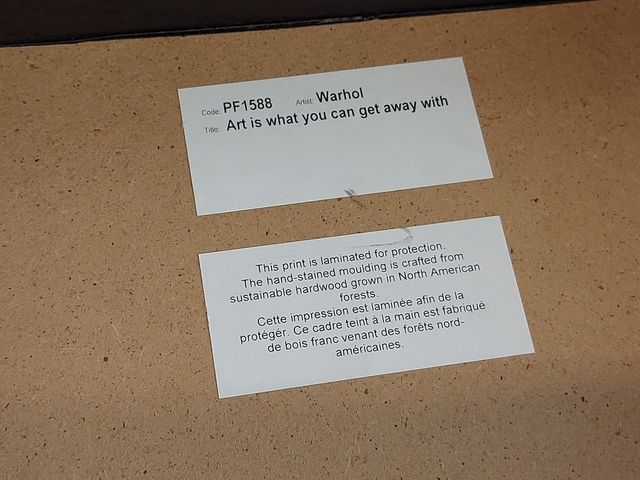 Code: PF1588 Artist: Warhol
Title: Art is what you can get away with
This print is laminated for protection.
The hand-stained moulding is crafted from
sustainable hardwood grown in North American
forests.
Cette impression est laminée afin de la
protéger. Ce cadre teint à la main est fabriqué
de bois franc venant des forêts nord-
américaines.